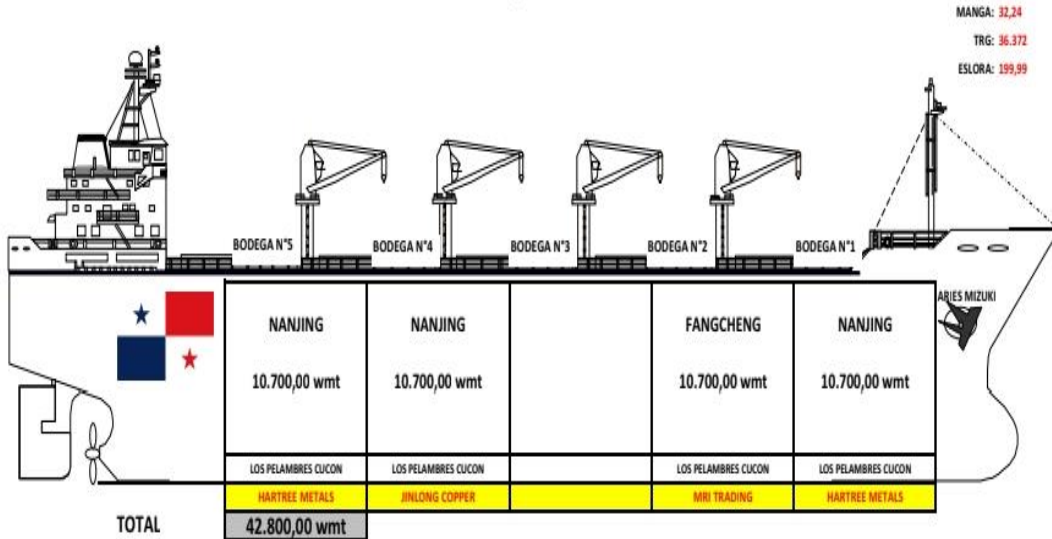 MANGA: 32,24
TRG: 36.372
ESLORA: 199,99
BODEGA N°5 BODEGA N°4 BODEGA N°3 BODEGA N°2 BODEGA N°1
ARIES MIZUKI
NANJING NANJING FANGCHENG NANJING
10.700,00 wmt 10.700,00 wmt 10.700,00 wmt 10.700,00 wmt
LOS PELAMBRES CUCON LOS PELAMBRES CUCON LOS PELAMBRES CUCON LOS PELAMBRES CUCON
HARTREE METALS JINLONG COPPER MRI TRADING HARTREE METALS
TOTAL 42.800,00 wmt